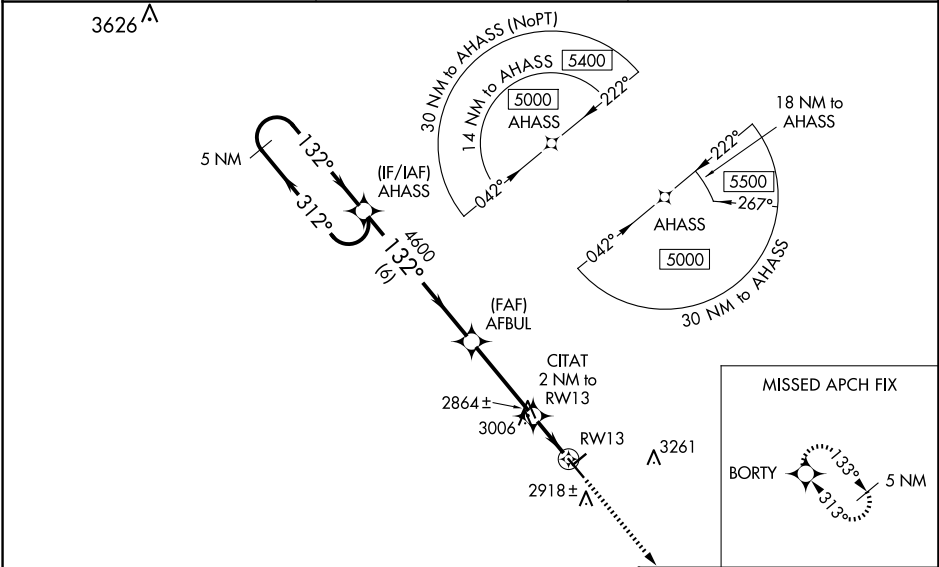 3626
30 NM to AHASS (NoPT)
5400
14 NM to AHASS
5000
AHASS
222°
042°
18 NM to
AHASS
222°
5500
267°
AHASS
042°
5000
30 NM to AHASS
5 NM
132°
312°
(IF/IAF)
AHASS
4600
132°
(6)
(FAF)
AFBUL
CITAT
2 NM to
RW13
2864±
3006
RW13
3261
2918±
MISSED APCH FIX
BORTY
133°
313°
5 NM